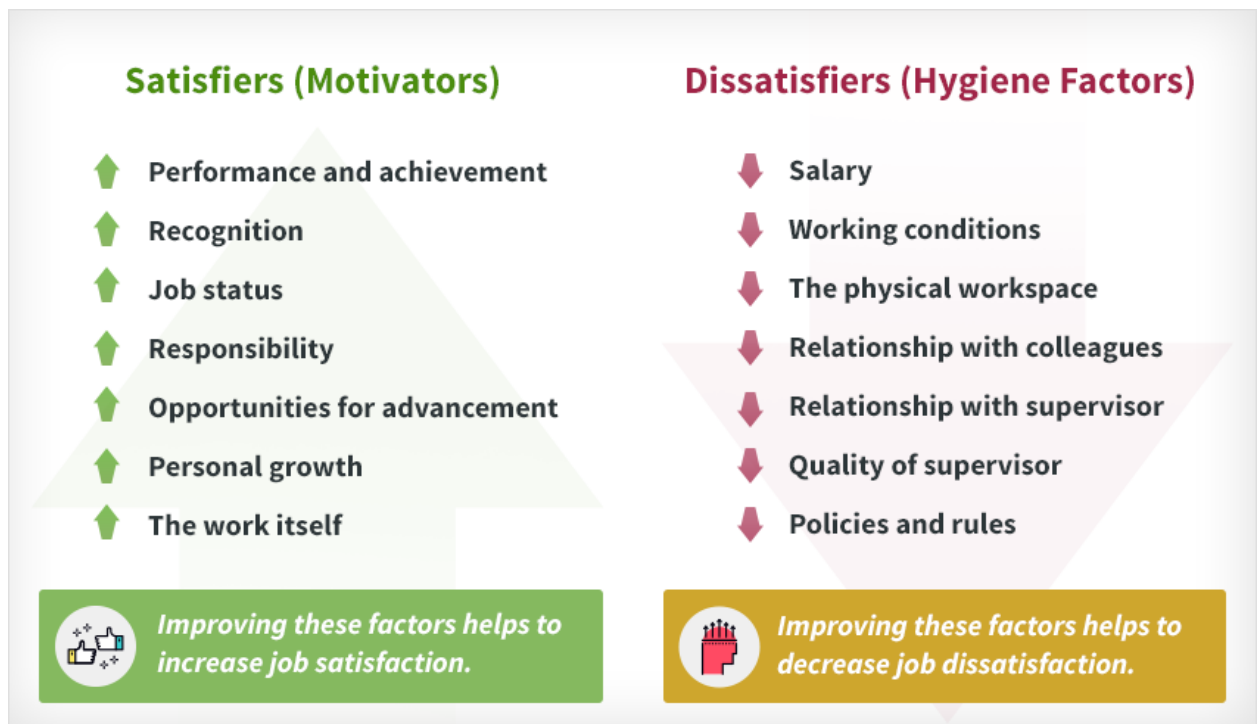 Satisfiers (Motivators)
Performance and achievement
Recognition
Job status
Responsibility
Opportunities for advancement
Personal growth
The work itself
Improving these factors helps to
increase job satisfaction.
Dissatisfiers (Hygiene Factors)
Salary
Working conditions
The physical workspace
Relationship with colleagues
Relationship with supervisor
Quality of supervisor
Policies and rules
Improving these factors helps to
decrease job dissatisfaction.